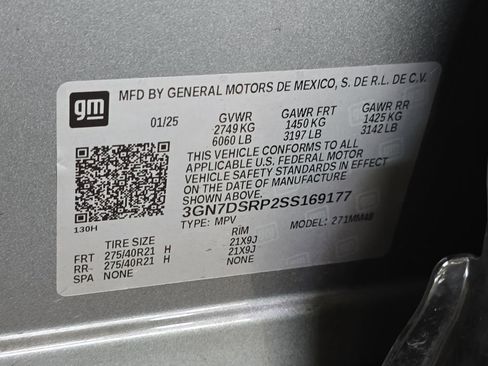 gm MFD BY GENERAL MOTORS DE MEXICO, S. DE R.L. DE C.V.
01/25 GVWR GAWR FRT GAWR RR
2749 KG 1450 KG 1425 KG
6060 LB 3197 LB 3142 LB
THIS VEHICLE CONFORMS TO ALL
APPLICABLE U.S. FEDERAL MOTOR
VEHICLE SAFETY STANDARDS IN EFFECT
ON THE DATE OF MANUFACTURE
SHOWN ABOVE.
3GN7DSRP2SS169177
130H TYPE: MPV MODEL: 271MM48
TIRE SIZE RIM
FRT 275/40R21 H 21X9J
RR 275/40R21 H 21X9J
SPA NONE NONE